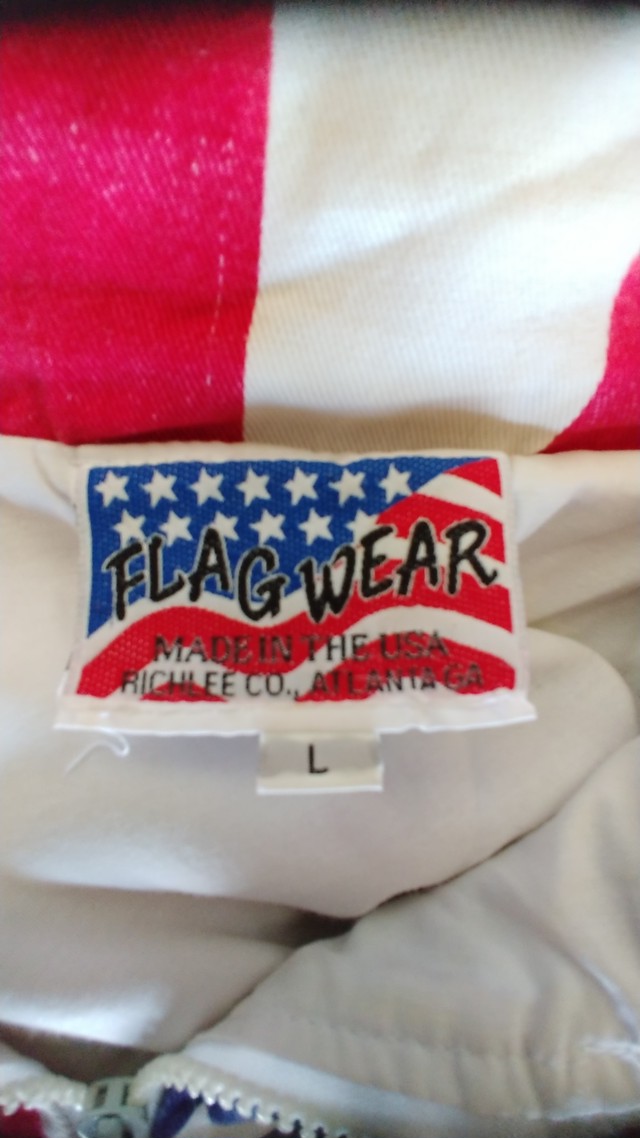 FLAG WEAR
MADE IN THE USA
RICHLEE CO., ATLANTA GA
L